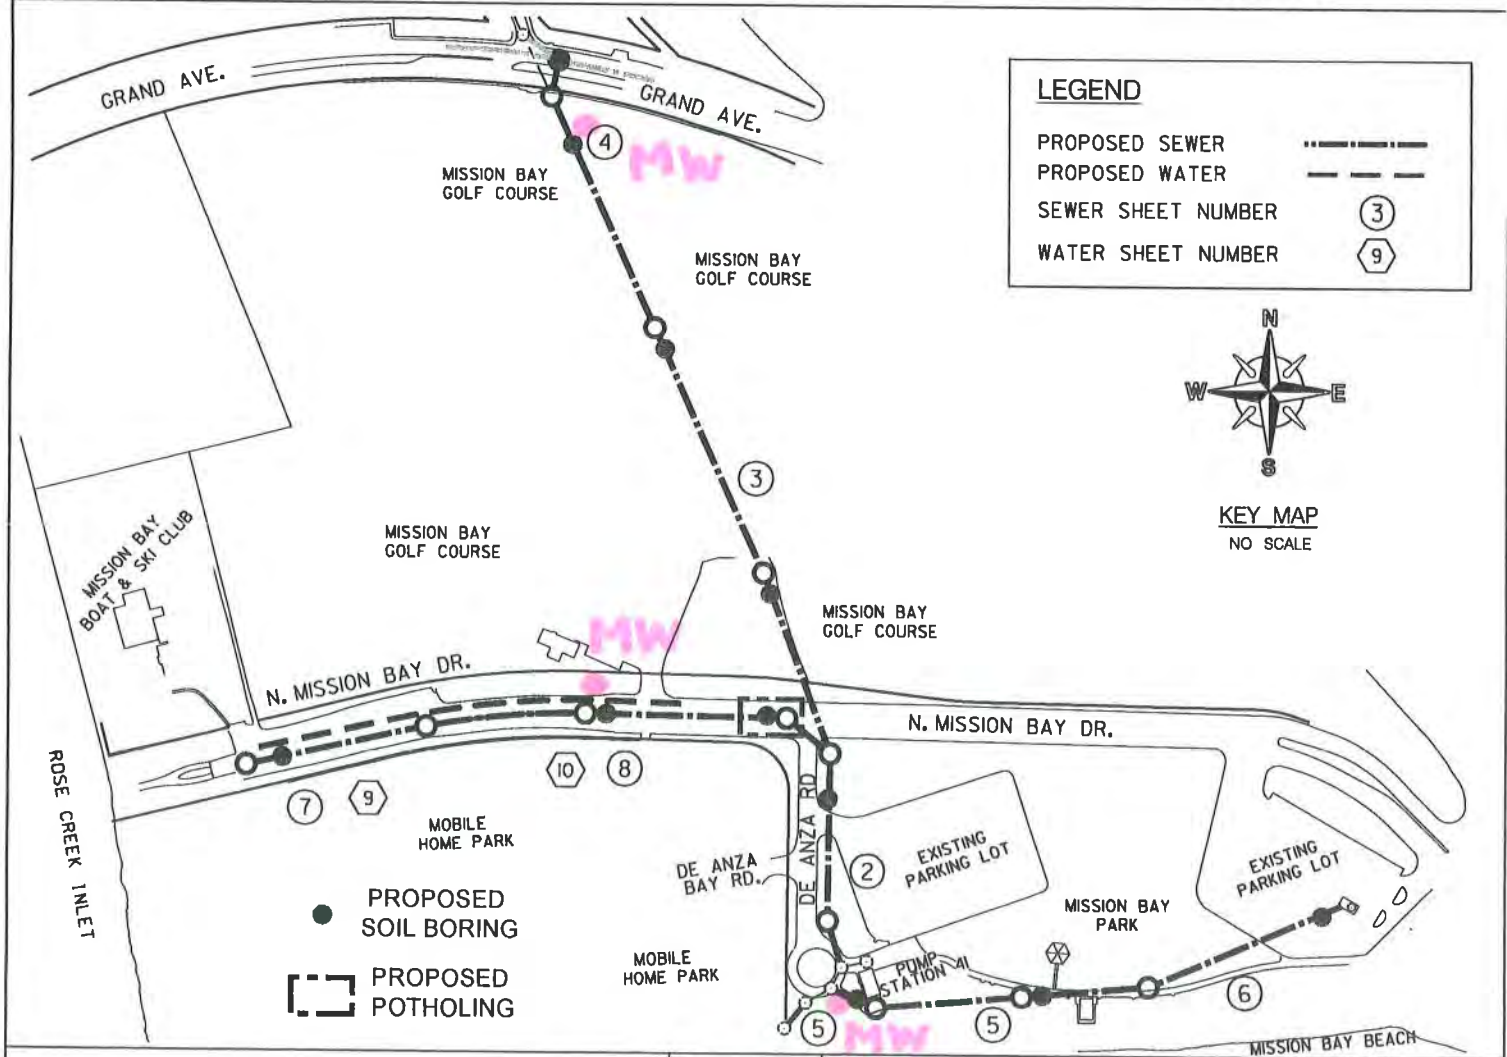 GRAND AVE.
GRAND AVE.
4
MW
MISSION BAY
GOLF COURSE
MISSION BAY
GOLF COURSE
LEGEND
PROPOSED SEWER
PROPOSED WATER
SEWER SHEET NUMBER 3
WATER SHEET NUMBER 9
N
W E
S
KEY MAP
NO SCALE
3
MISSION BAY
GOLF COURSE
MISSION BAY
BOAT & SKI CLUB
MISSION BAY
GOLF COURSE
MW
N. MISSION BAY DR.
N. MISSION BAY DR.
ROSE CREEK INLET
7
9
10
8
MOBILE
HOME PARK
DE ANZA RD
DE ANZA
BAY RD.
2
EXISTING
PARKING LOT
EXISTING
PARKING LOT
MISSION BAY
PARK
PROPOSED
SOIL BORING
PROPOSED
POTHOLING
MOBILE
HOME PARK
PUMP
STATION 41
5
MW
5
6
MISSION BAY BEACH